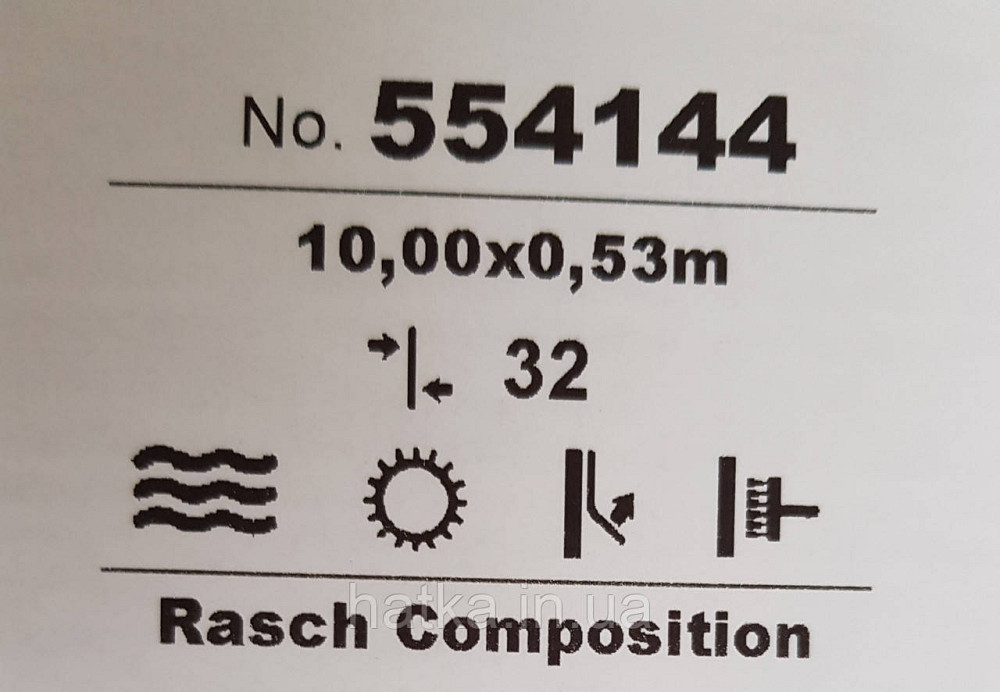 No. 554144
10,00x0,53m
32
hatka.in.ua
Rasch Composition